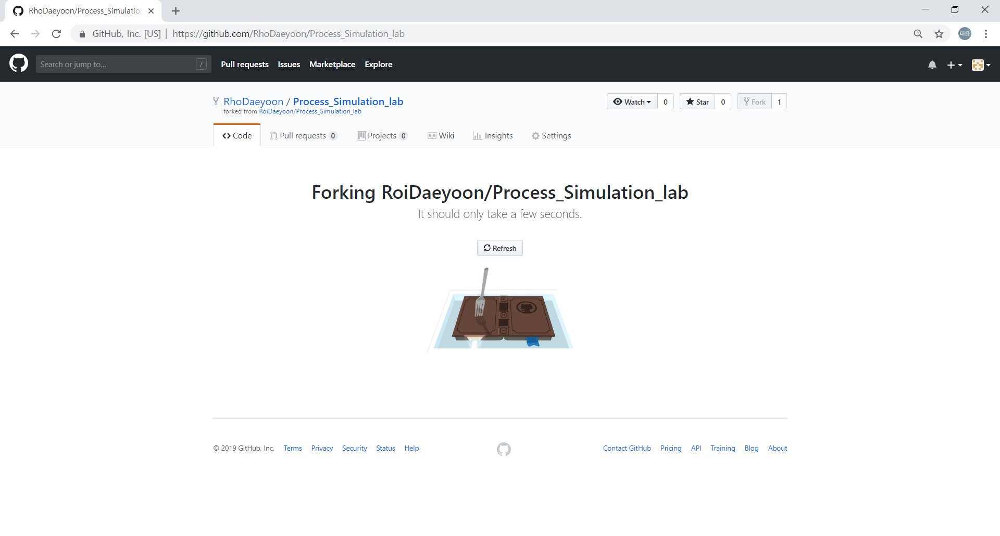 RhoDaeyoon/Process_Simulation
GitHub, Inc. [US] | https://github.com/RhoDaeyoon/Process_Simulation_lab
대윤
Search or jump to... /
Pull requests Issues Marketplace Explore
RhoDaeyoon / Process_Simulation_lab
forked from RoiDaeyoon/Process_Simulation_lab
Watch 0 Star 0 Fork 1
Code Pull requests 0 Projects 0 Wiki Insights Settings
Forking RoiDaeyoon/Process_Simulation_lab
It should only take a few seconds.
Refresh
© 2019 GitHub, Inc. Terms Privacy Security Status Help
Contact GitHub Pricing API Training Blog About